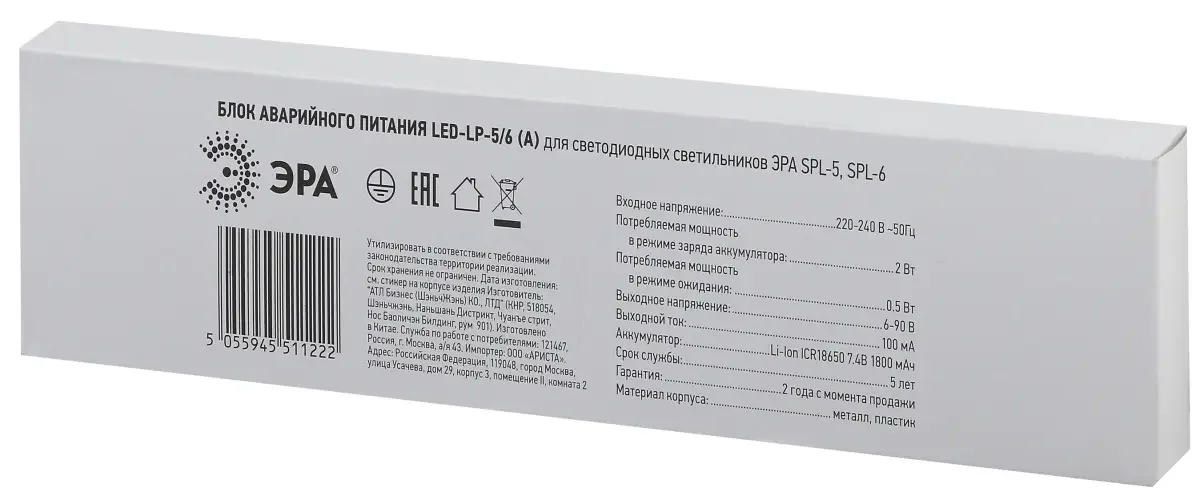 БЛОК АВАРИЙНОГО ПИТАНИЯ LED-LP-5/6 (A) для светодиодных светильников ЭРА SPL-5, SPL-6
ЭРА®
EAC
5 055945 511222
Утилизировать в соответствии с требованиями
законодательства территории реализации.
Срок хранения не ограничен. Дата изготовления:
см. стикер на корпусе изделия Изготовитель:
"АТЛ Бизнес (ШэньчЖэнь) КО., ЛТД" (КНР, 518054,
Шэньчжэнь, Наньшань Дистрикт, Чуанъе стрит,
Нос Баоличэн Билдинг, рум 901). Изготовлено
в Китае. Служба по работе с потребителями: 121467,
Россия, г. Москва, а/я 43. Импортер: ООО «АРИСТА».
Адрес: Российская Федерация, 119048, город Москва,
улица Усачева, дом 29, корпус 3, помещение II, комната 2
Входное напряжение:..........220-240 В ~50Гц
Потребляемая мощность
в режиме заряда аккумулятора:..........2 Вт
Потребляемая мощность
в режиме ожидания:..........0.5 Вт
Выходное напряжение:..........6-90 В
Выходной ток:..........100 мА
Аккумулятор:..........Li-Ion ICR18650 7.4В 1800 мАч
Срок службы:..........5 лет
Гарантия:..........2 года с момента продажи
Материал корпуса:..........металл, пластик